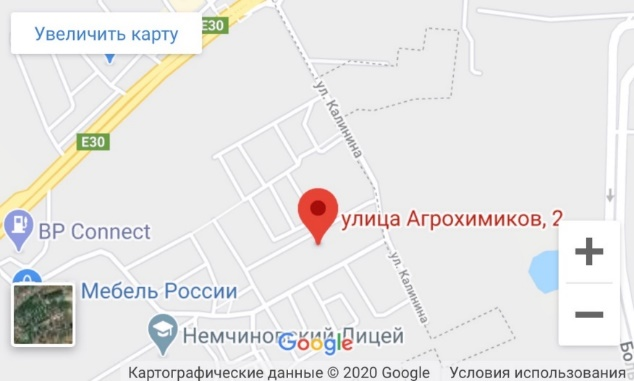 Увеличить карту
E30
E30
ул. Калинина
улица Агрохимиков, 2
BP Connect
ул. Калинина
Мебель России
Немчиновский Лицей
Google
Картографические данные © 2020 Google
Условия использования